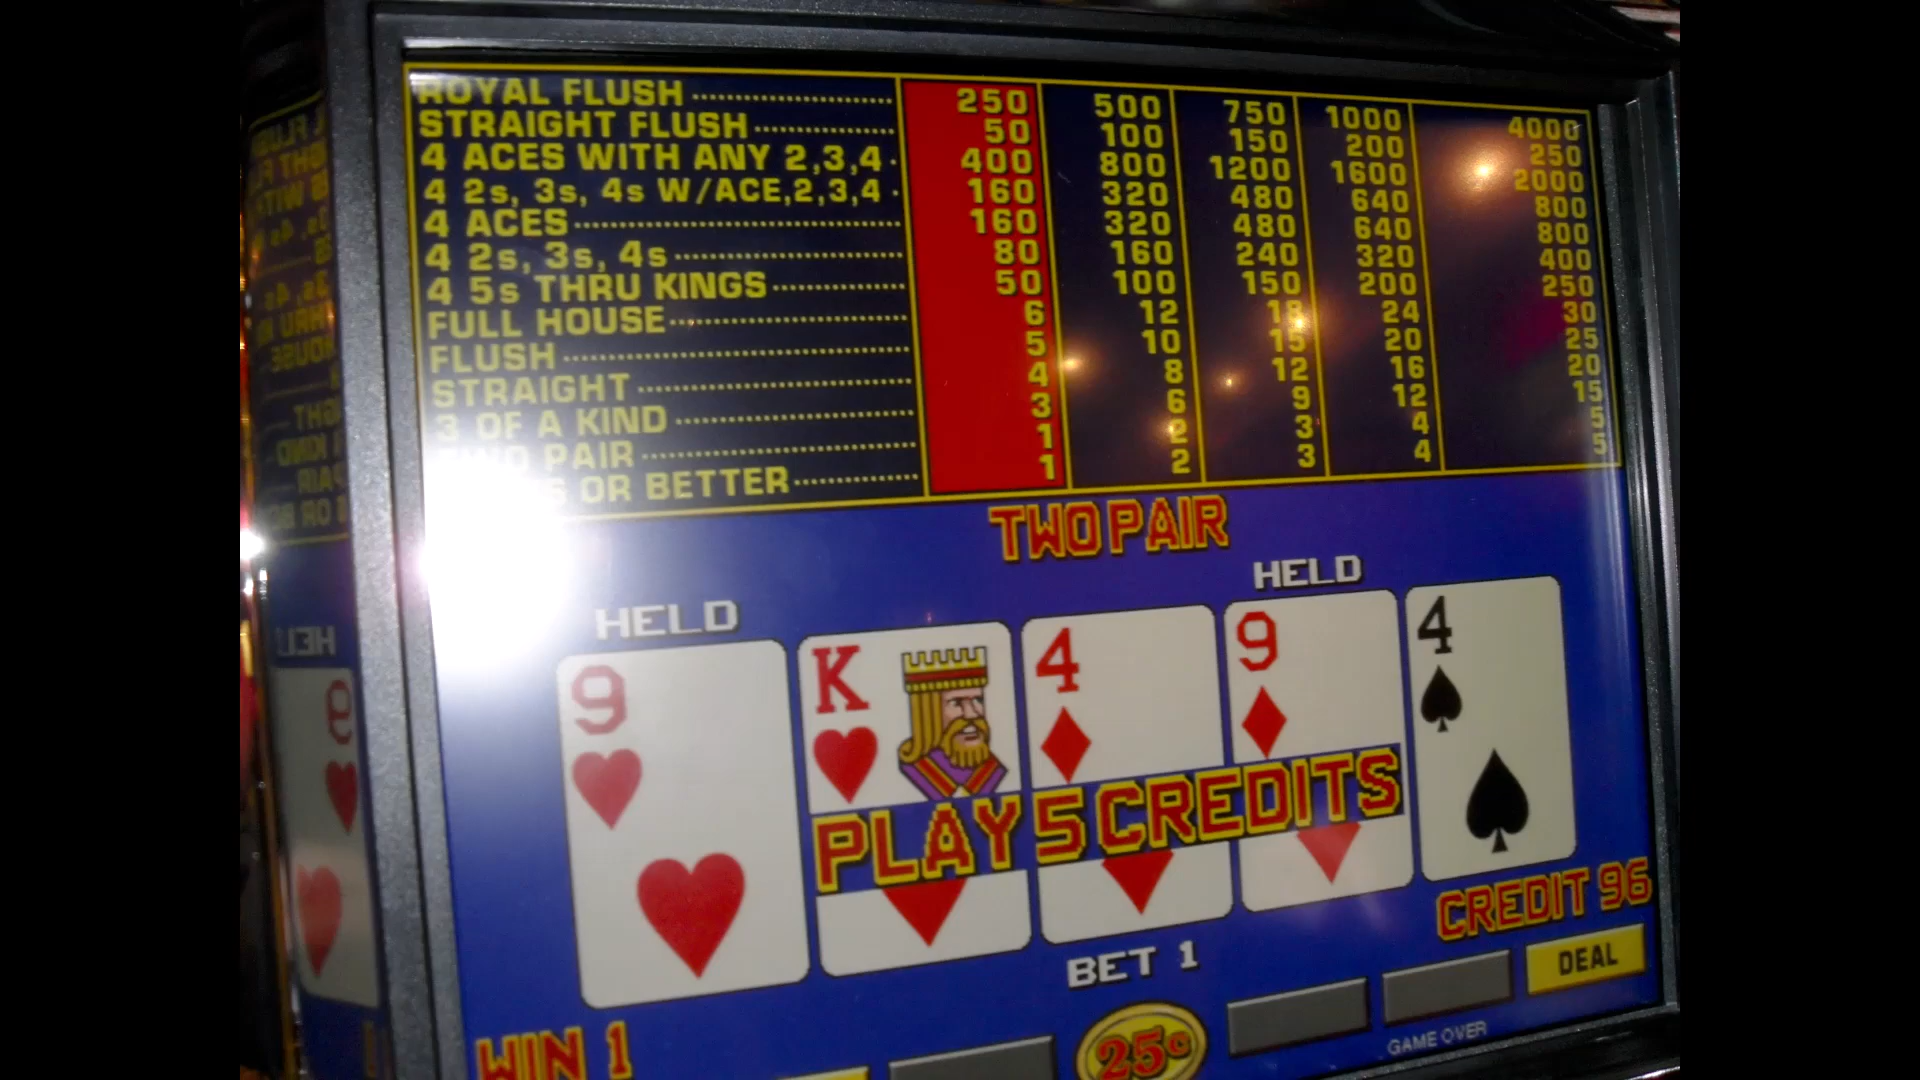 ROYAL FLUSH 250 500 750 1000 4000
STRAIGHT FLUSH 50 100 150 200 250
4 ACES WITH ANY 2,3,4 400 800 1200 1600 2000
4 2s, 3s, 4s W/ACE,2,3,4 160 320 480 640 800
4 ACES 160 320 480 640 800
4 2s, 3s, 4s 80 160 240 320 400
4 5s THRU KINGS 50 100 150 200 250
FULL HOUSE 6 12 18 24 30
FLUSH 5 10 15 20 25
STRAIGHT 4 8 12 16 20
3 OF A KIND 3 6 9 12 15
TWO PAIR 1 2 3 4 5
OR BETTER 1 2 3 4 5
TWO PAIR
HELD HELD
9 K 4 9 4
PLAY 5 CREDITS
CREDIT 96
BET 1
DEAL
WIN 1
25¢
GAME OVER